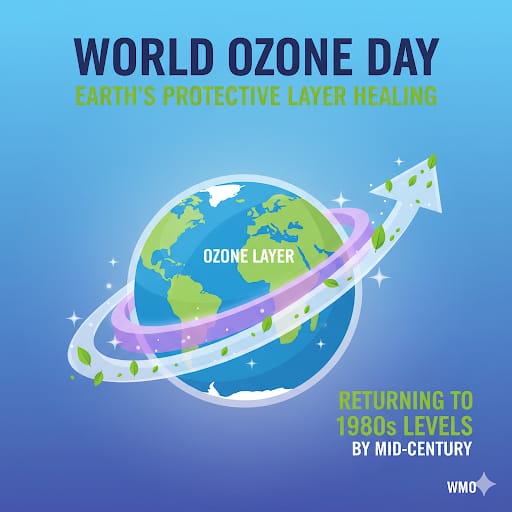 WORLD OZONE DAY
EARTH'S PROTECTIVE LAYER HEALING
OZONE LAYER
RETURNING TO
1980s LEVELS
BY MID-CENTURY
WMO